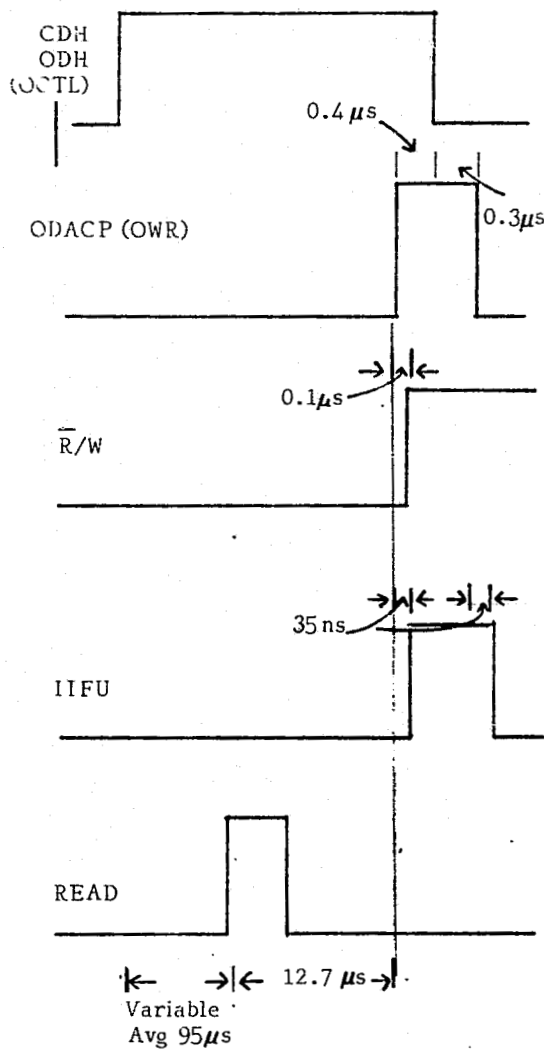 CDH
ODH
(OCTL)
0.4 μs
0.3μs
ODACP (OWR)
0.1μs
R̅/W
35 ns
IIFU
READ
12.7 μs
Variable
Avg 95μs